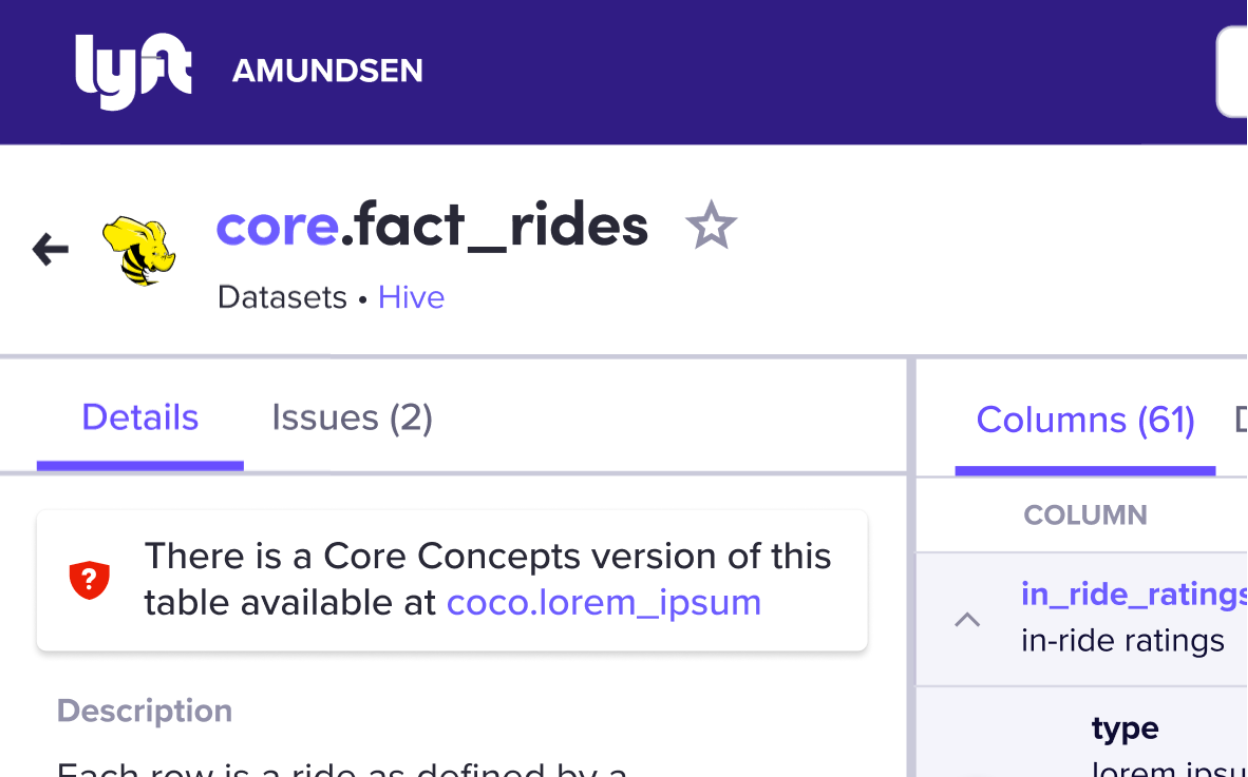 lyft AMUNDSEN
core.fact_rides
Datasets • Hive
Details Issues (2)
There is a Core Concepts version of this
table available at coco.lorem_ipsum
Description
Each row is a ride as defined by a
Columns (61)
COLUMN
in_ride_ratings
in-ride ratings
type
lorem